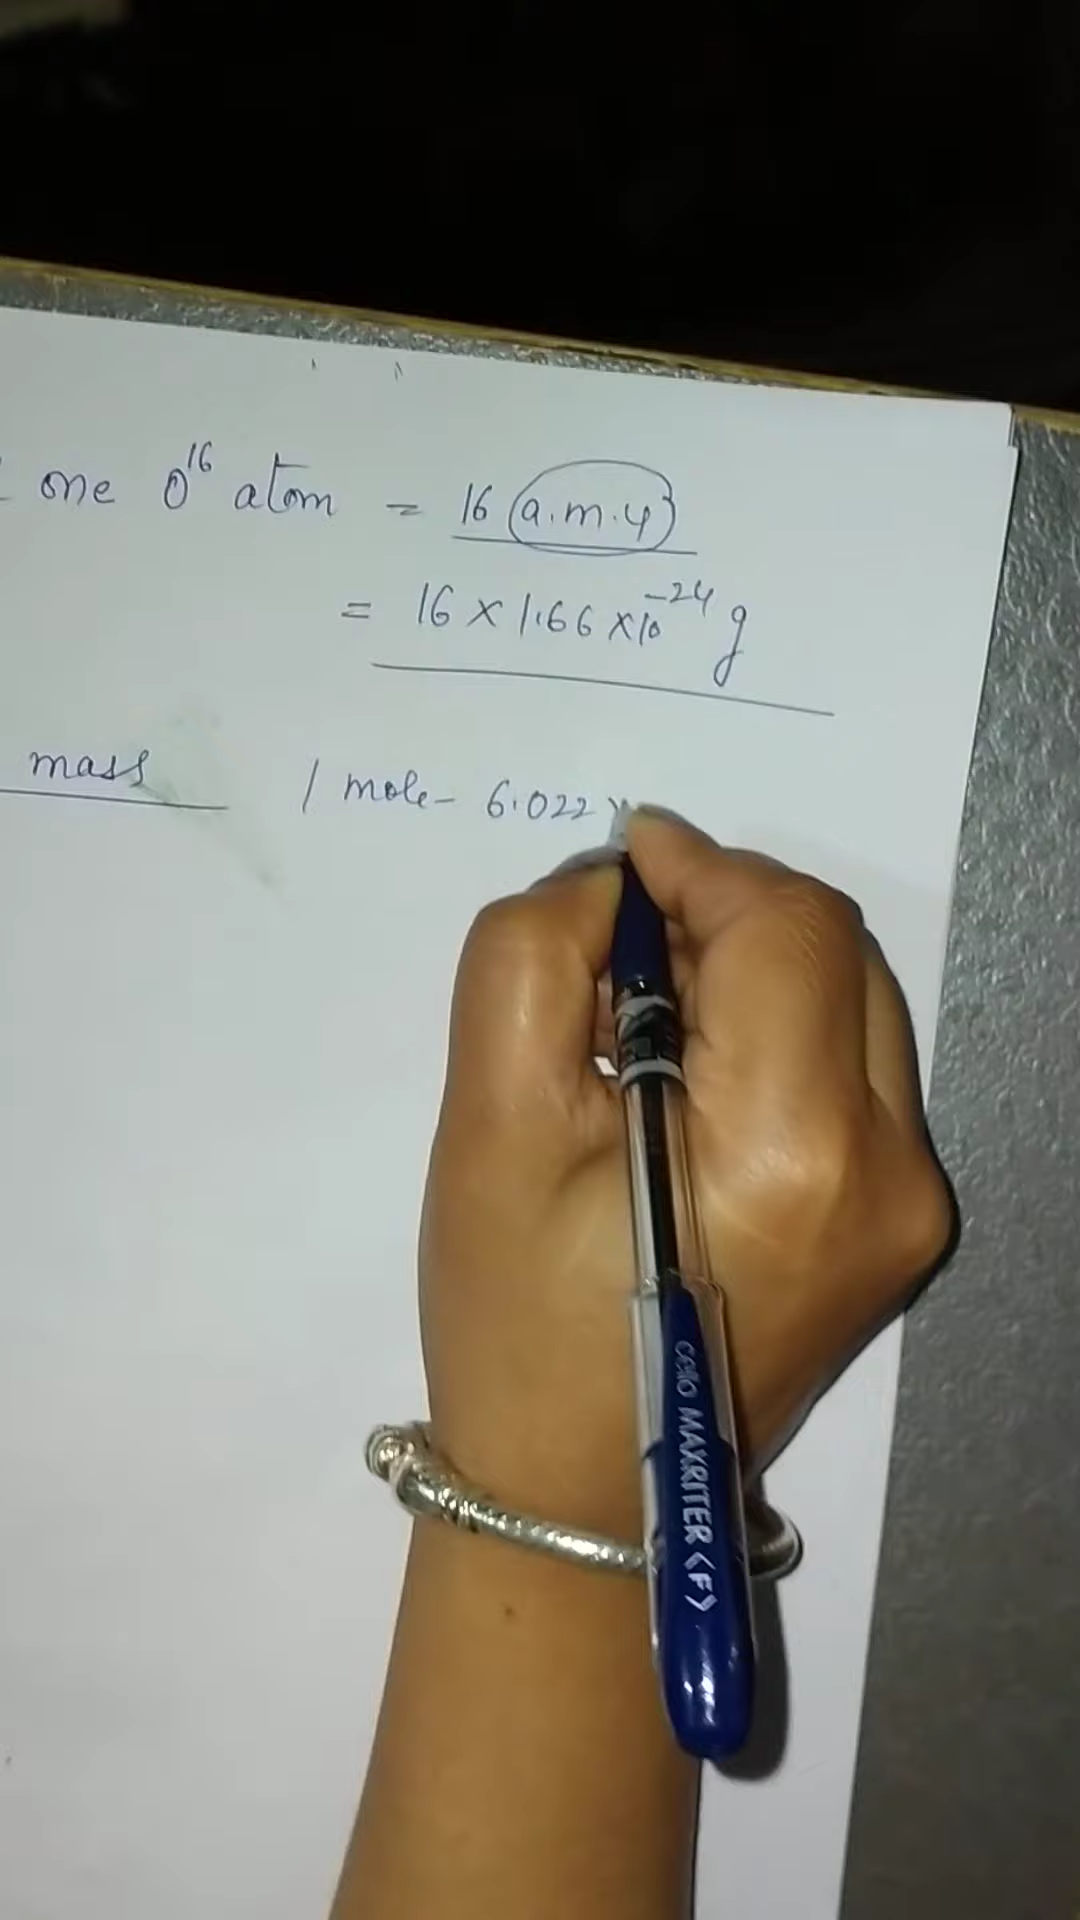 one O¹⁶ atom = 16 (a.m.u)
= 16 × 1.66 × 10⁻²⁴ g
mass 1 mole - 6.022 ×
cello MAXRITER <F>